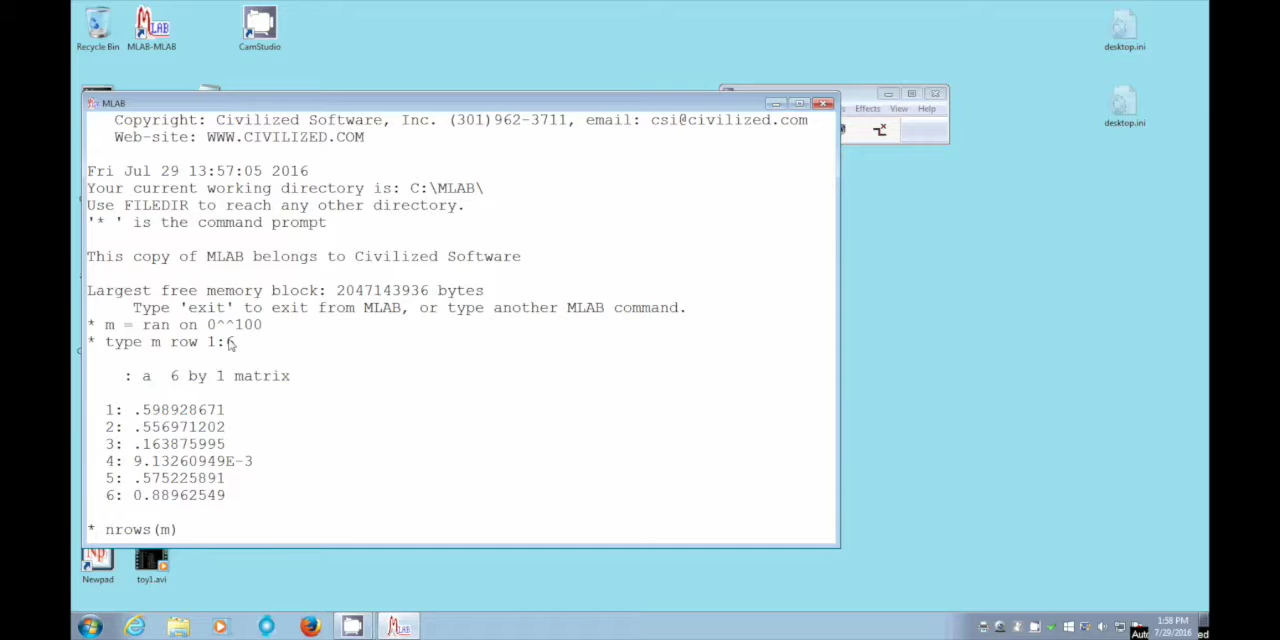 Recycle Bin
MLAB-MLAB
CamStudio
desktop.ini
desktop.ini
MLAB
Effects View Help
Copyright: Civilized Software, Inc. (301)962-3711, email: csi@civilized.com
Web-site: WWW.CIVILIZED.COM
Fri Jul 29 13:57:05 2016
Your current working directory is: C:\MLAB\
Use FILEDIR to reach any other directory.
'* ' is the command prompt
This copy of MLAB belongs to Civilized Software
Largest free memory block: 2047143936 bytes
Type 'exit' to exit from MLAB, or type another MLAB command.
* m = ran on 0^^100
* type m row 1:6
: a 6 by 1 matrix
1: .598928671
2: .556971202
3: .163875995
4: 9.13260949E-3
5: .575225891
6: 0.88962549
* nrows(m)
Newpad
toy1.avi
1:58 PM
7/29/2016